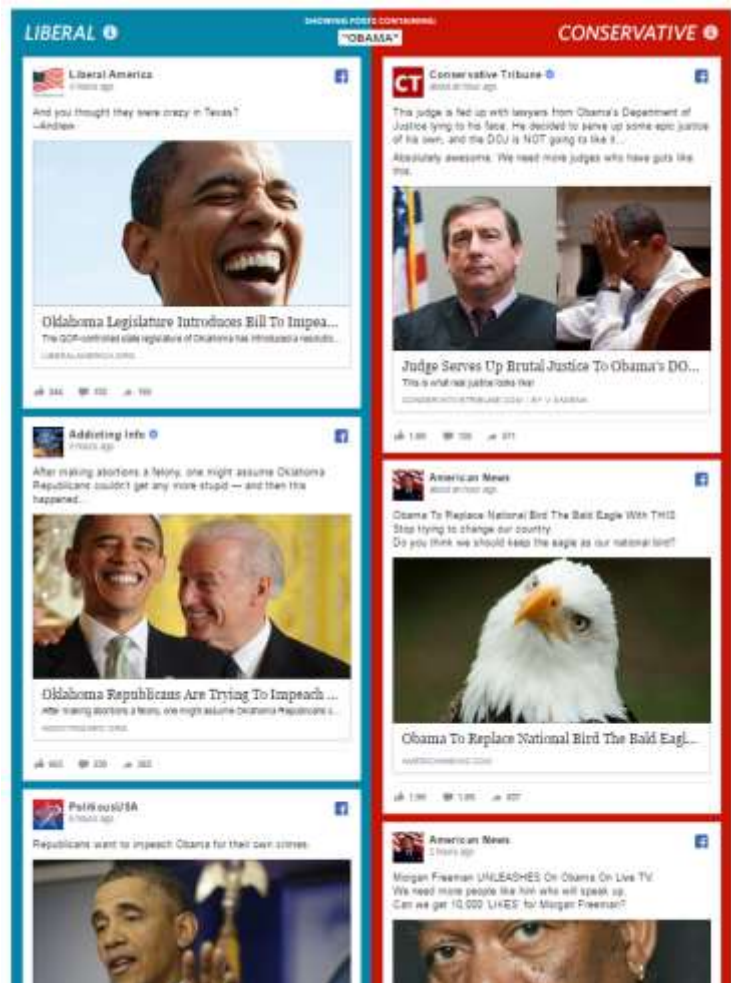 LIBERAL
SHOWING POSTS CONTAINING:
"OBAMA"
CONSERVATIVE
Liberal America
And you thought they were crazy in Texas?
--Andrew
Oklahoma Legislature Introduces Bill To Impea...
The GOP-controlled state legislature of Oklahoma has introduced a resolutio...
LIBERALAMERICA.ORG
Addicting Info
After making abortions a felony, one might assume Oklahoma
Republicans couldn't get any more stupid — and then this
happened...
Oklahoma Republicans Are Trying To Impeach ...
After making abortions a felony, one might assume Oklahoma Republicans c...
ADDICTINGINFO.ORG
PoliticusUSA
Republicans want to impeach Obama for their own crimes.
CT
Conservative Tribune
about an hour ago
This judge is fed up with lawyers from Obama's Department of
Justice lying to his face. He decided to serve up some epic justice
of his own, and the DOJ is NOT going to like it...
Absolutely awesome. We need more judges who have guts like
this.
Judge Serves Up Brutal Justice To Obama's DO...
This is what real justice looks like!
American News
about an hour ago
Obama To Replace National Bird The Bald Eagle With THIS
Stop trying to change our country.
Do you think we should keep the eagle as our national bird?
Obama To Replace National Bird The Bald Eagl...
American News
Morgan Freeman UNLEASHES On Obama On Live TV.
We need more people like him who will speak up.
Can we get 10,000 'LIKES' for Morgan Freeman?